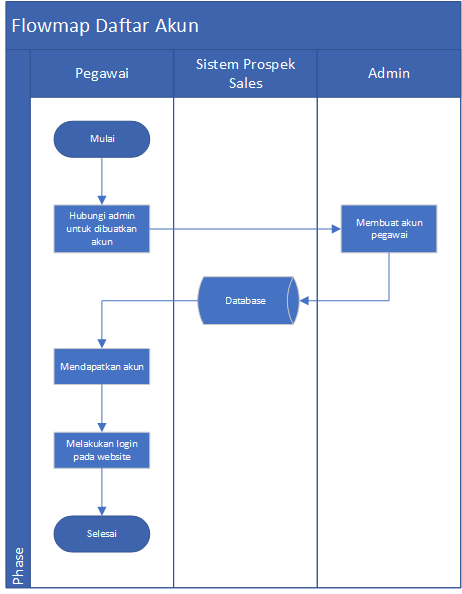 Flowmap Daftar Akun
Pegawai
Sistem Prospek
Sales
Admin
Mulai
Hubungi admin
untuk dibuatkan
akun
Membuat akun
pegawai
Database
Mendapatkan akun
Melakukan login
pada website
Selesai
Phase